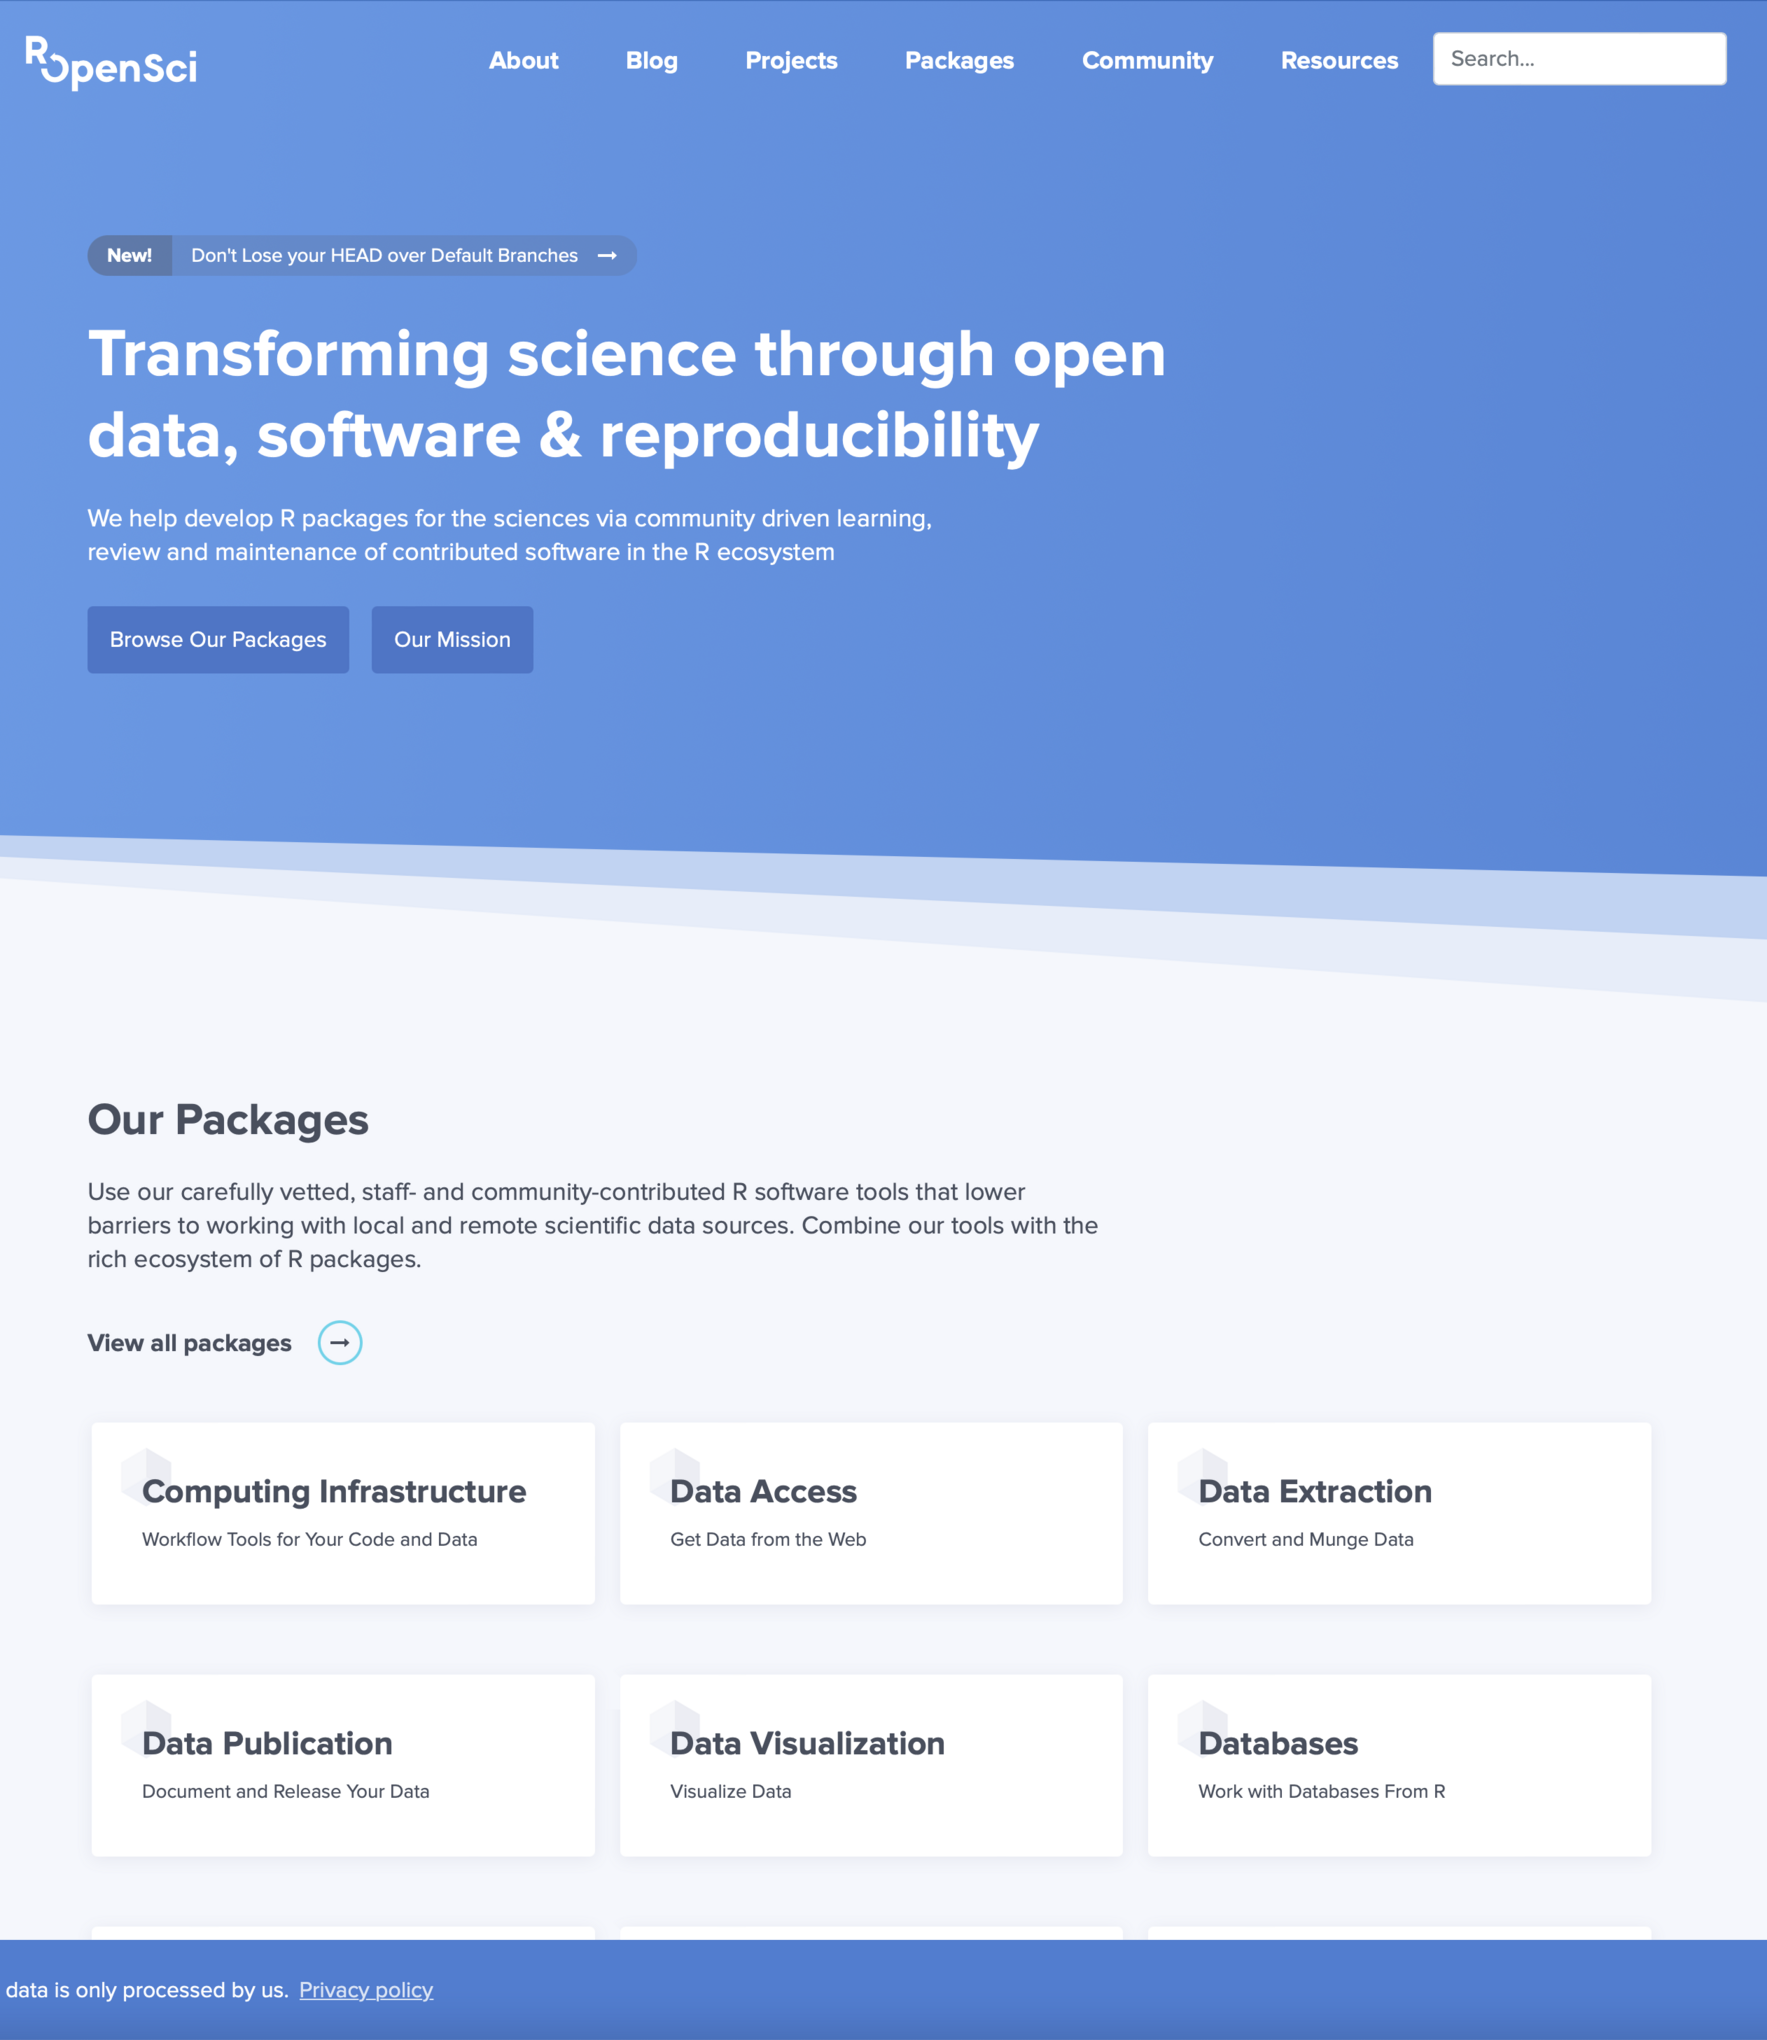 ROpenSci
About Blog Projects Packages Community Resources Search...
New! Don't Lose your HEAD over Default Branches →
Transforming science through open
data, software & reproducibility
We help develop R packages for the sciences via community driven learning,
review and maintenance of contributed software in the R ecosystem
Browse Our Packages Our Mission
Our Packages
Use our carefully vetted, staff- and community-contributed R software tools that lower
barriers to working with local and remote scientific data sources. Combine our tools with the
rich ecosystem of R packages.
View all packages →
Computing Infrastructure
Workflow Tools for Your Code and Data
Data Access
Get Data from the Web
Data Extraction
Convert and Munge Data
Data Publication
Document and Release Your Data
Data Visualization
Visualize Data
Databases
Work with Databases From R
data is only processed by us. Privacy policy